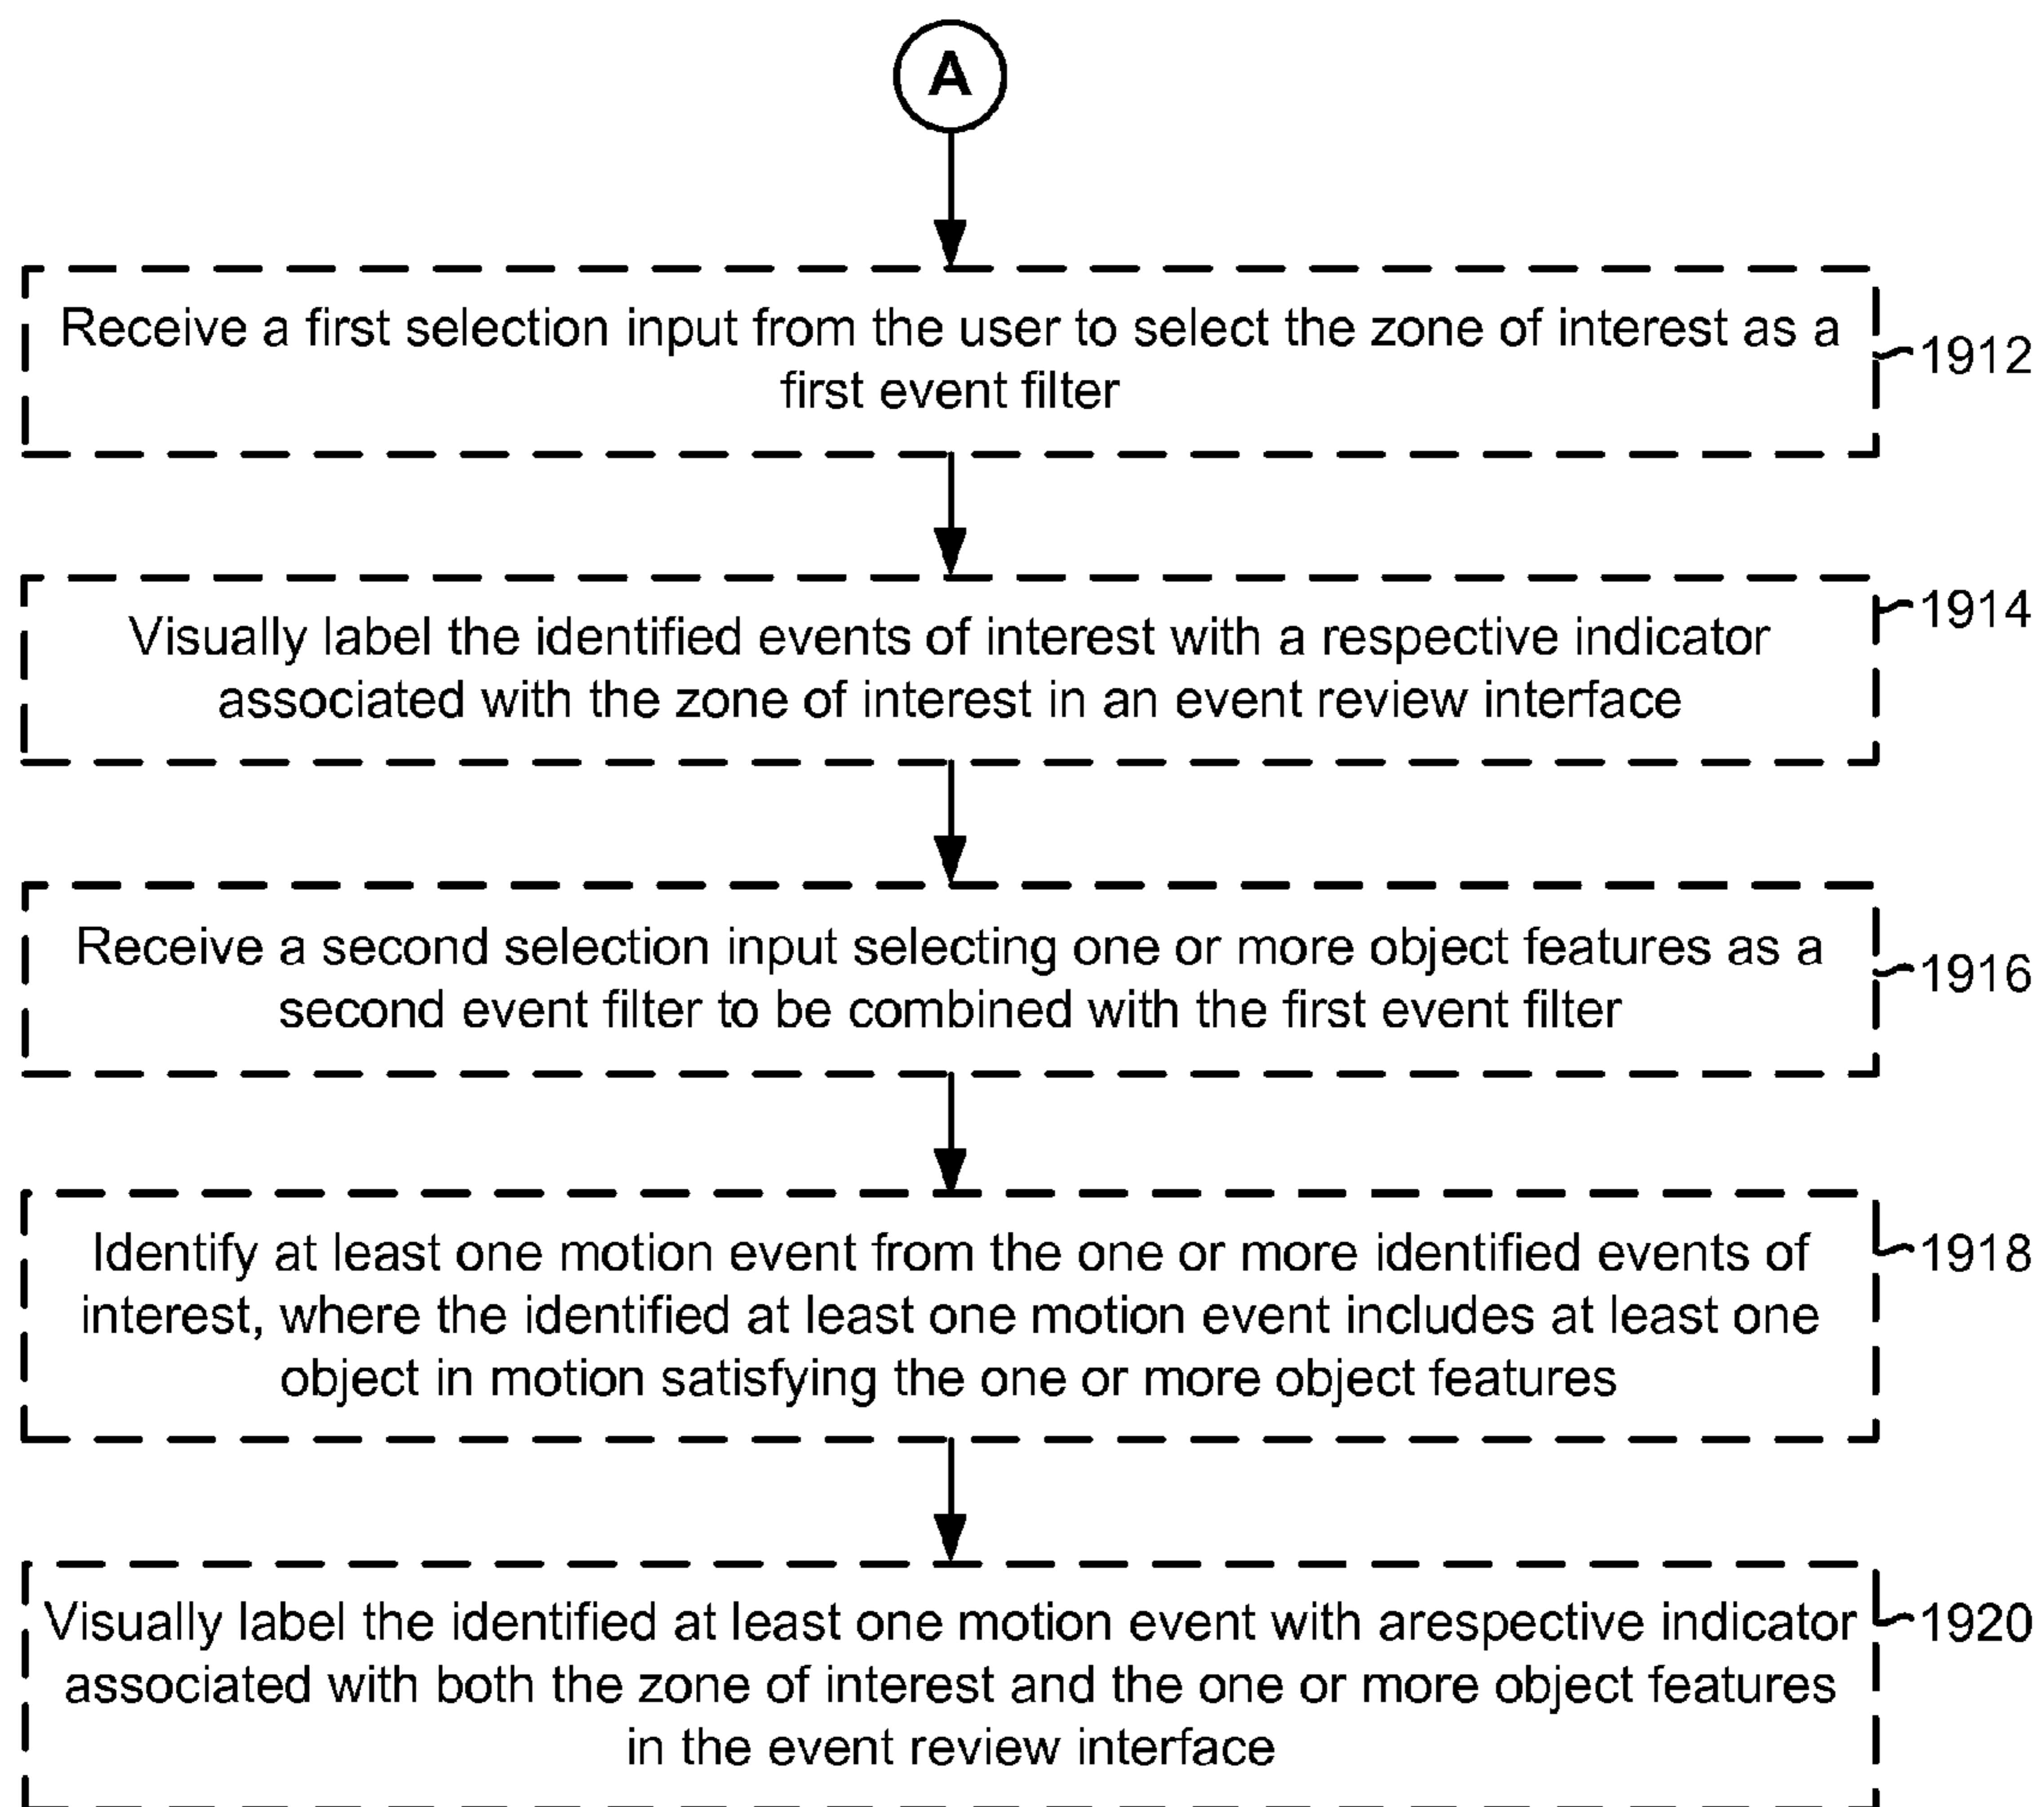 A
Receive a first selection input from the user to select the zone of interest as a
first event filter
1912
Visually label the identified events of interest with a respective indicator
associated with the zone of interest in an event review interface
1914
Receive a second selection input selecting one or more object features as a
second event filter to be combined with the first event filter
1916
Identify at least one motion event from the one or more identified events of
interest, where the identified at least one motion event includes at least one
object in motion satisfying the one or more object features
1918
Visually label the identified at least one motion event with arespective indicator
associated with both the zone of interest and the one or more object features
in the event review interface
1920